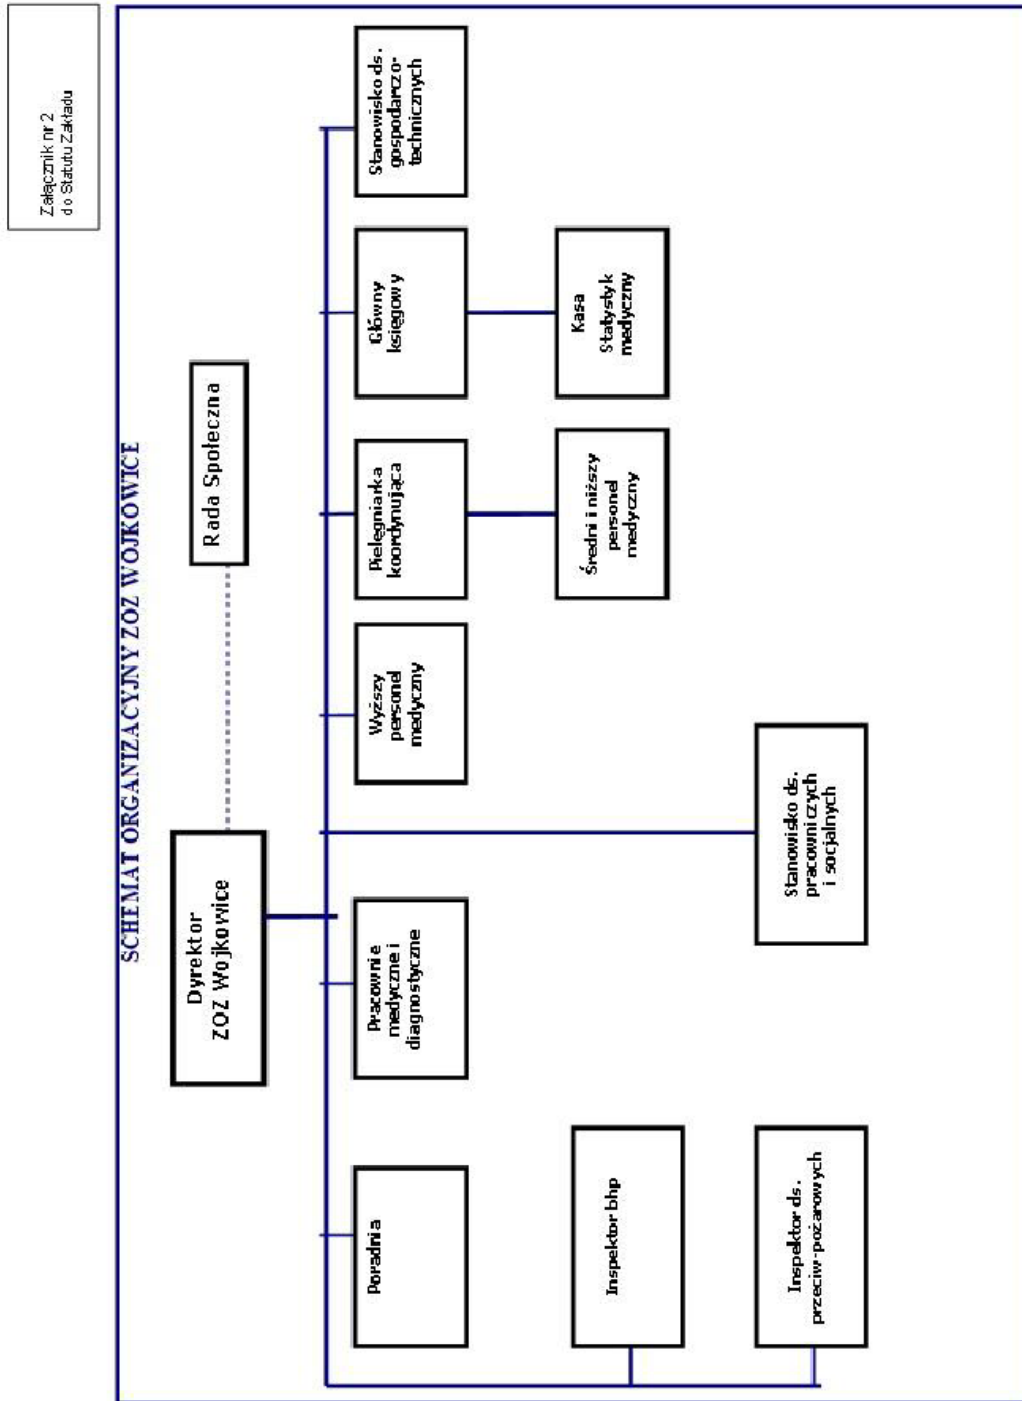 Załącznik nr 2
do Statutu Zakładu
SCHEMAT ORGANIZACYJNY ZOZ WOJKOWICE
Dyrektor
ZOZ Wojkowice
Rada Społeczna
Poradnia
Pracownie
medyczne i
diagnostyczne
Wyższy
personel
medyczny
Pielęgniarka
koordynująca
Główny
księgowy
Stanowisko ds.
gospodarczo-
technicznych
Inspektor bhp
Średni i niższy
personel
medyczny
Kasa
Statystyk
medyczny
Inspektor ds.
przeciw-pożarowych
Stanowisko ds.
pracowniczych
i socjalnych